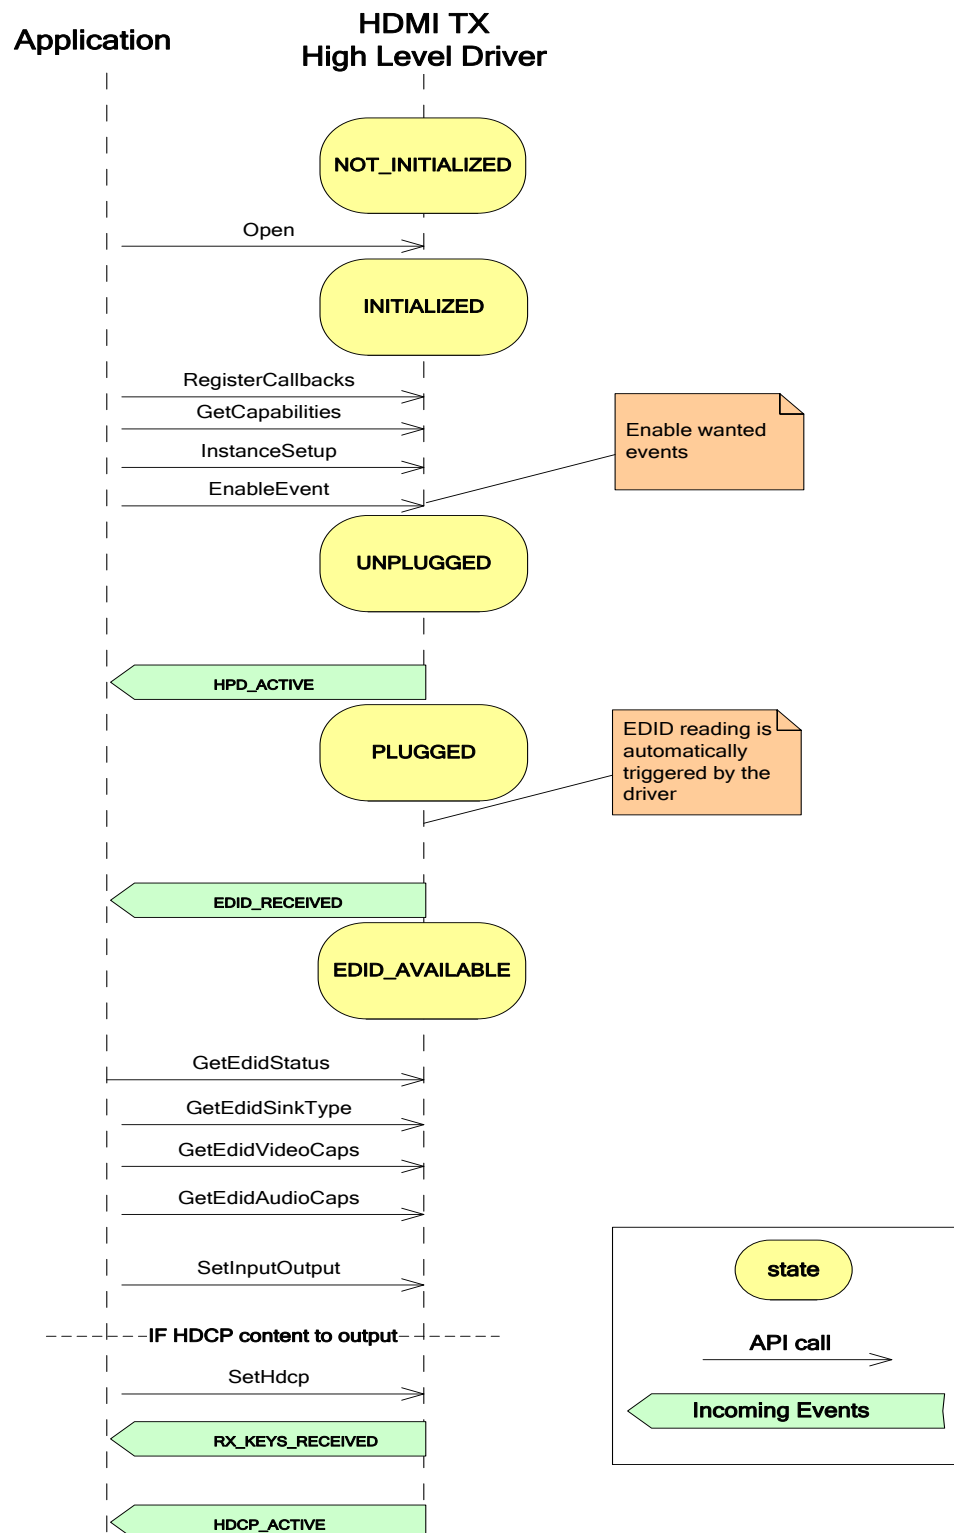 Application
HDMI TX
High Level Driver
NOT_INITIALIZED
Open
INITIALIZED
RegisterCallbacks
GetCapabilities
InstanceSetup
EnableEvent
Enable wanted
events
UNPLUGGED
HPD_ACTIVE
PLUGGED
EDID reading is
automatically
triggered by the
driver
EDID_RECEIVED
EDID_AVAILABLE
GetEdidStatus
GetEdidSinkType
GetEdidVideoCaps
GetEdidAudioCaps
SetInputOutput
IF HDCP content to output
SetHdcp
RX_KEYS_RECEIVED
HDCP_ACTIVE
state
API call
Incoming Events